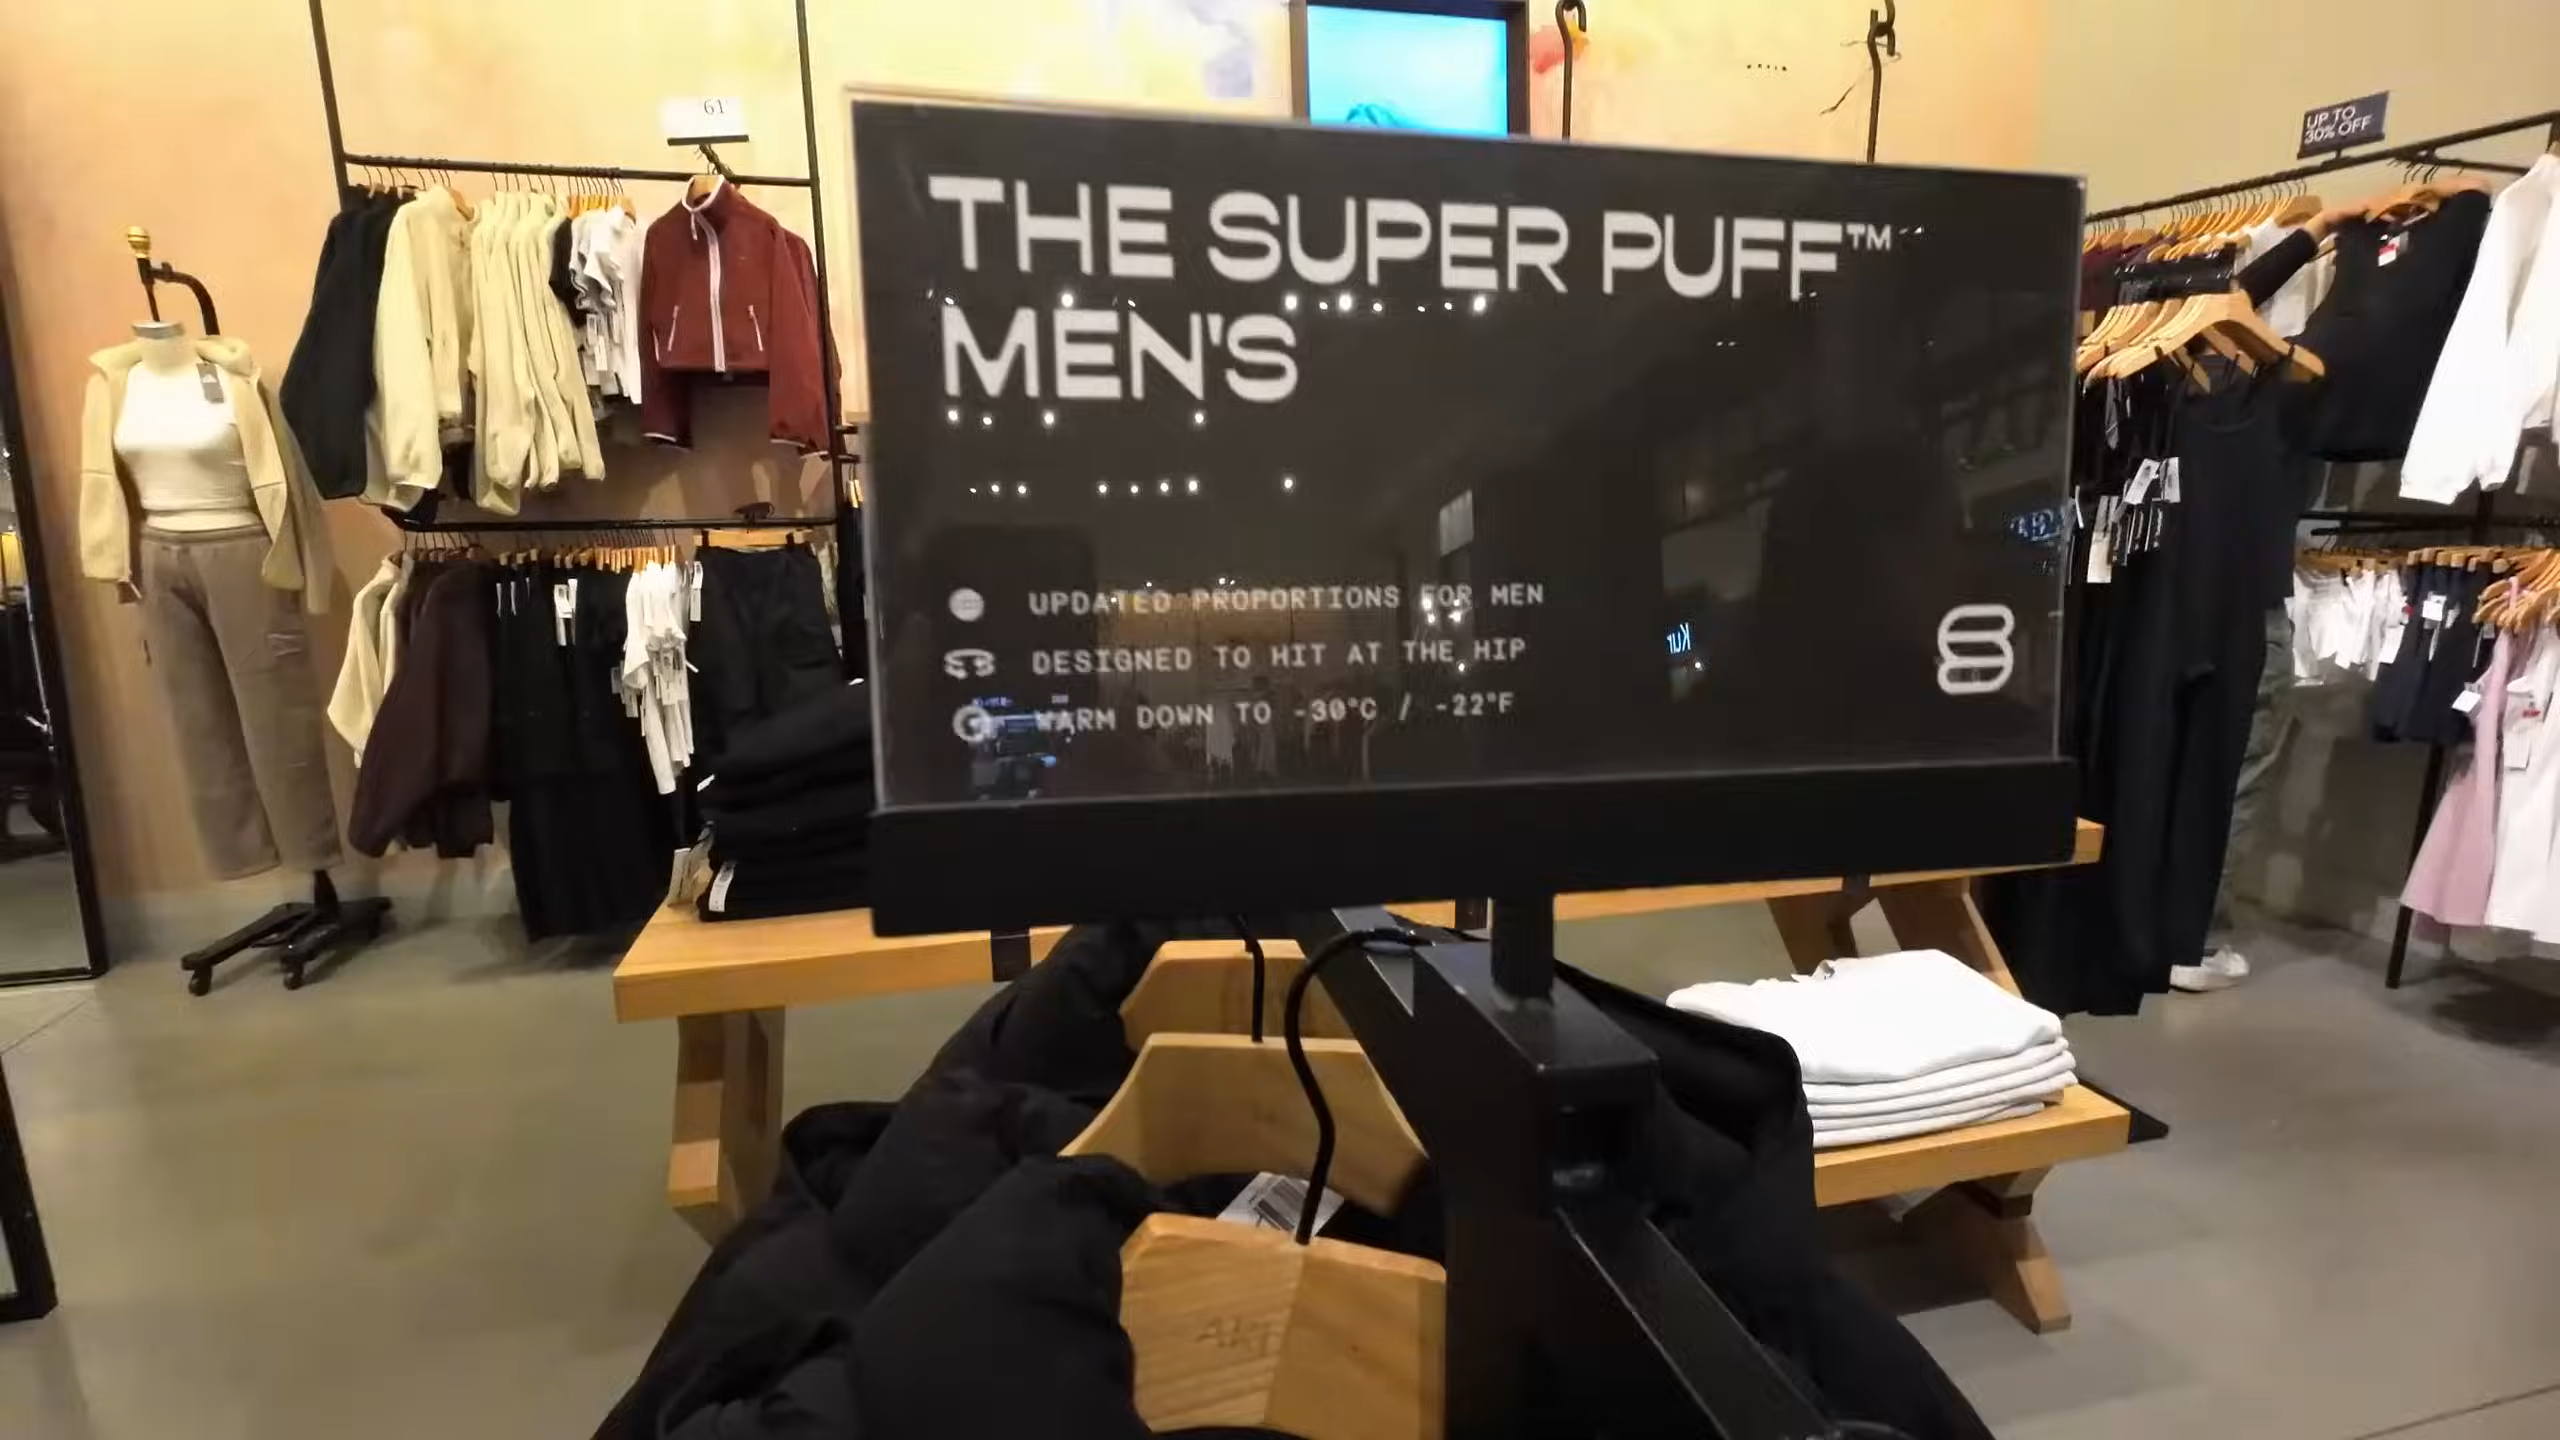 61
UP TO
30% OFF
THE SUPER PUFF™
MEN'S
UPDATED PROPORTIONS FOR MEN
DESIGNED TO HIT AT THE HIP
WARM DOWN TO -30°C / -22°F